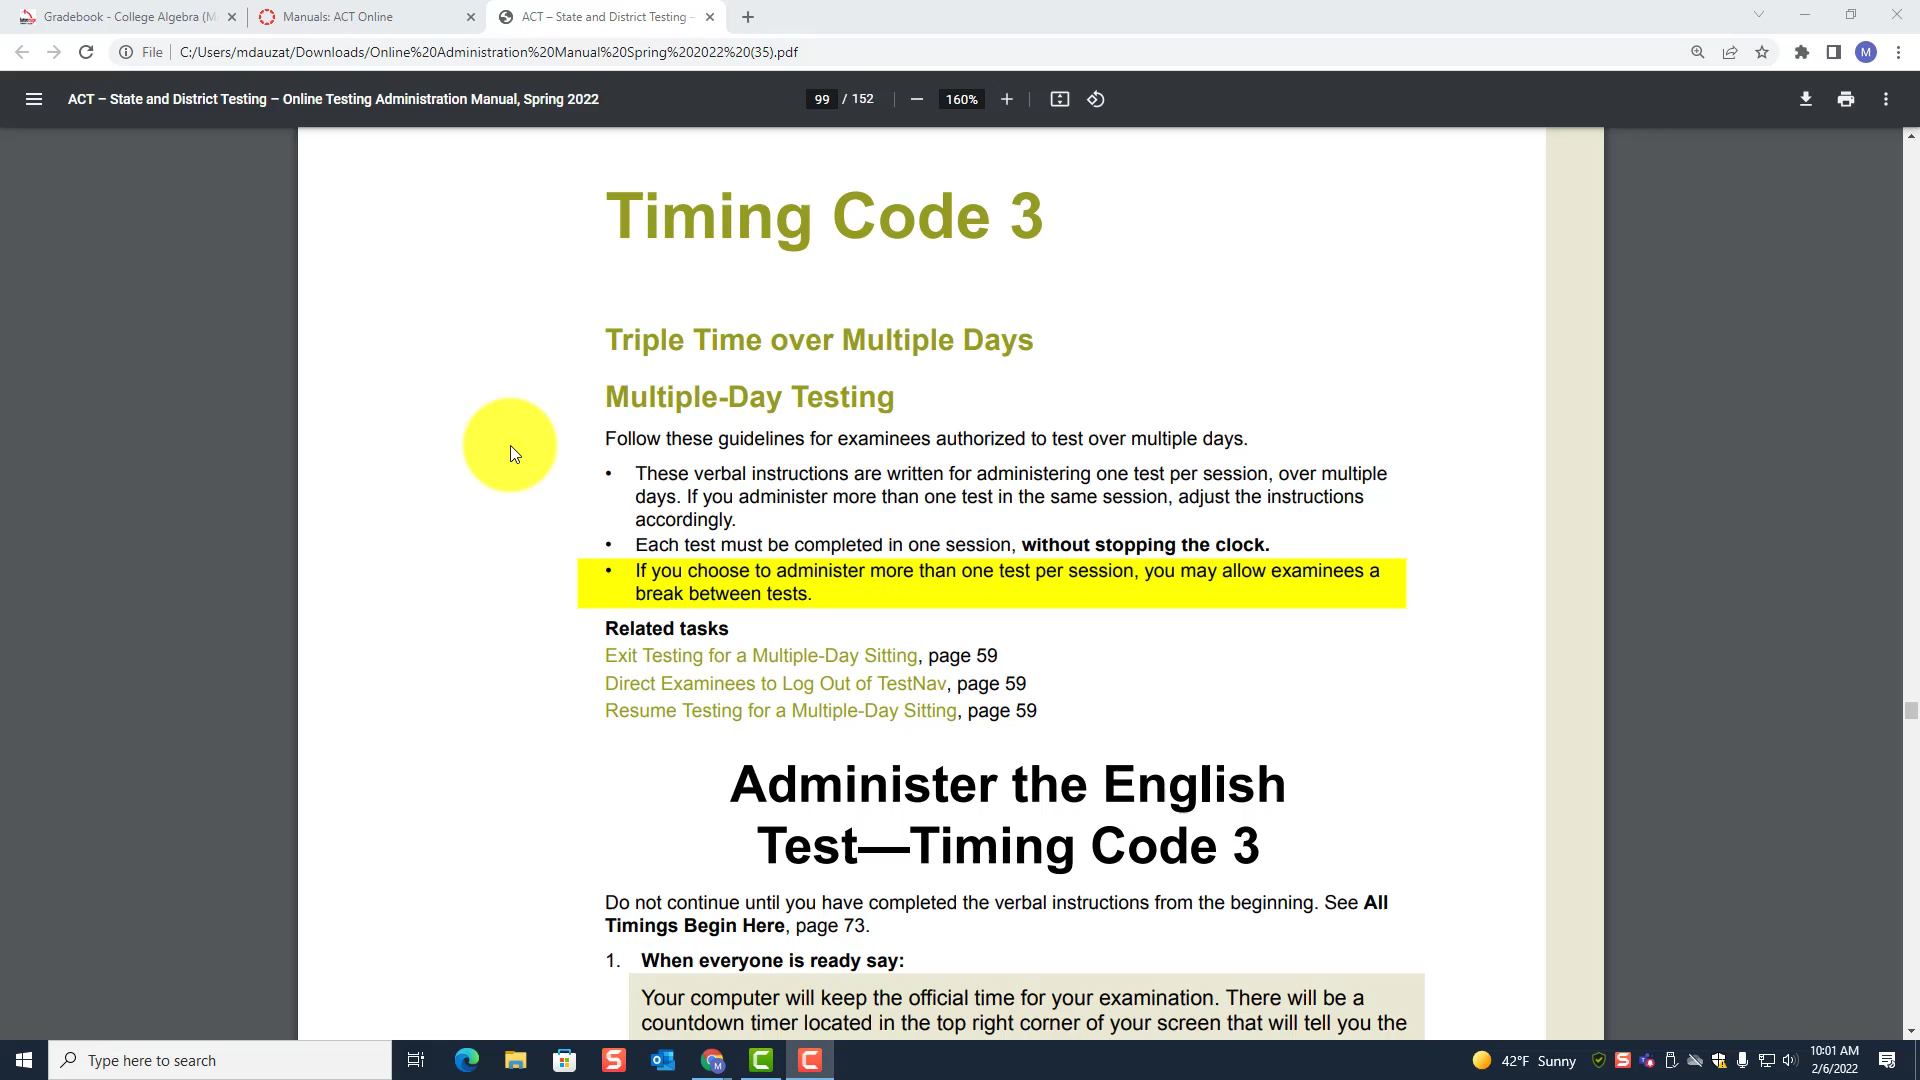 Gradebook - College Algebra (M
Manuals: ACT Online
ACT – State and District Testing –
File
C:/Users/mdauzat/Downloads/Online%20Administration%20Manual%20Spring%202022%20(35).pdf
M
ACT – State and District Testing – Online Testing Administration Manual, Spring 2022
99 / 152
160%
Timing Code 3
Triple Time over Multiple Days
Multiple-Day Testing
Follow these guidelines for examinees authorized to test over multiple days.
• These verbal instructions are written for administering one test per session, over multiple
days. If you administer more than one test in the same session, adjust the instructions
accordingly.
• Each test must be completed in one session, without stopping the clock.
• If you choose to administer more than one test per session, you may allow examinees a
break between tests.
Related tasks
Exit Testing for a Multiple-Day Sitting, page 59
Direct Examinees to Log Out of TestNav, page 59
Resume Testing for a Multiple-Day Sitting, page 59
Administer the English
Test—Timing Code 3
Do not continue until you have completed the verbal instructions from the beginning. See All
Timings Begin Here, page 73.
1. When everyone is ready say:
Your computer will keep the official time for your examination. There will be a
countdown timer located in the top right corner of your screen that will tell you the
Type here to search
42°F Sunny
10:01 AM
2/6/2022